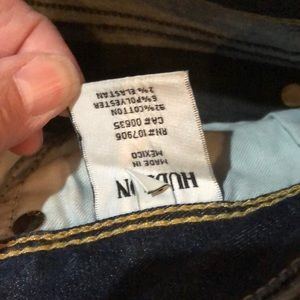 HUDSON
MADE IN
MEXICO
RN#107906
CA# 00635
92% COTTON
6% POLYESTER
2% ELASTAN